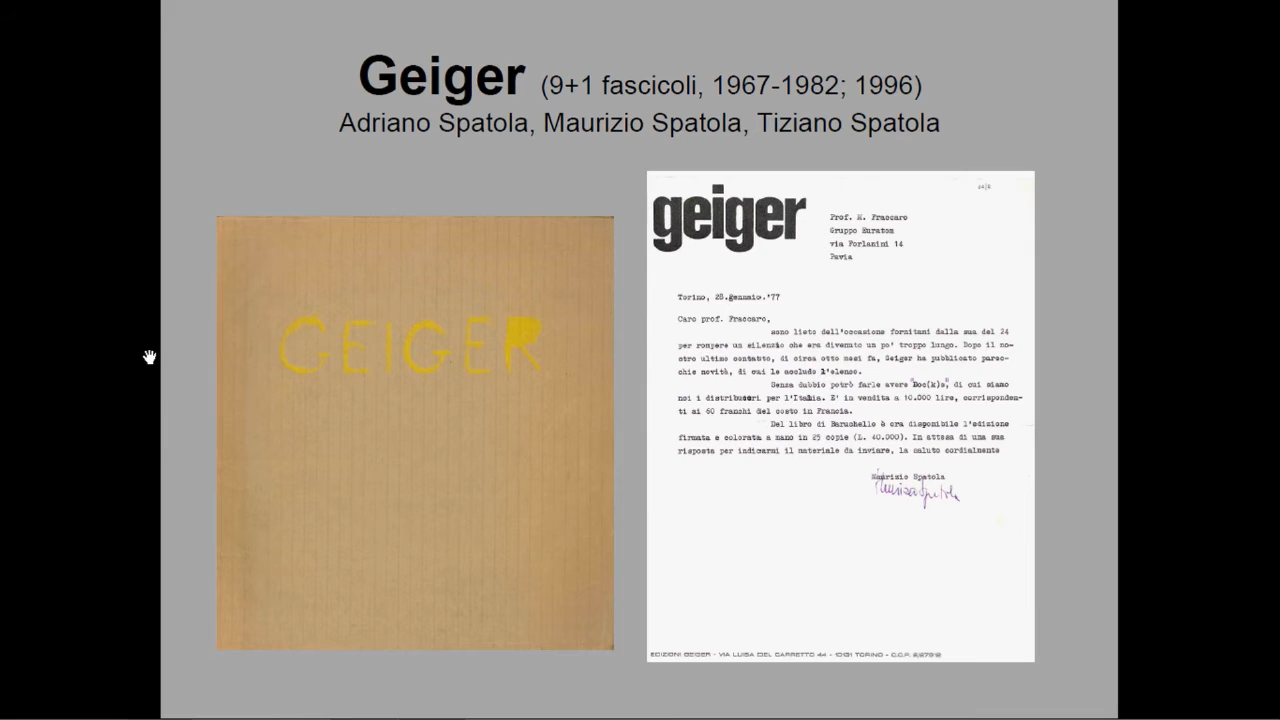 Geiger (9+1 fascicoli, 1967-1982; 1996)
Adriano Spatola, Maurizio Spatola, Tiziano Spatola
GEIGER
geiger
Prof. M. Fraccaro
Gruppo Euratom
via Forlanini 14
Pavia
Torino, 28.gennaio.'77
Caro prof. Fraccaro,
sono lieto dell'occasione fornitami dalla sua del 24
per rompere un silenzio che era divenuto un po' troppo lungo. Dopo il no-
stro ultimo contatto, di circa otto mesi fa, Geiger ha pubblicato parec-
chie novità, di cui le accludo l'elenco.
Senza dubbio potrò farle avere "Doc(k)s", di cui siamo
noi i distributori per l'Italia. E' in vendita a 10.000 lire, corrisponden-
ti ai 60 franchi del costo in Francia.
Del libro di Baruchello è ora disponibile l'edizione
firmata e colorata a mano in 25 copie (L. 40.000). In attesa di una sua
risposta per indicarmi il materiale da inviare, la saluto cordialmente
Maurizio Spatola
Maurizio Spatola
EDIZIONI GEIGER - VIA LUISA DEL CARRETTO 44 - 10131 TORINO - C.C.P.